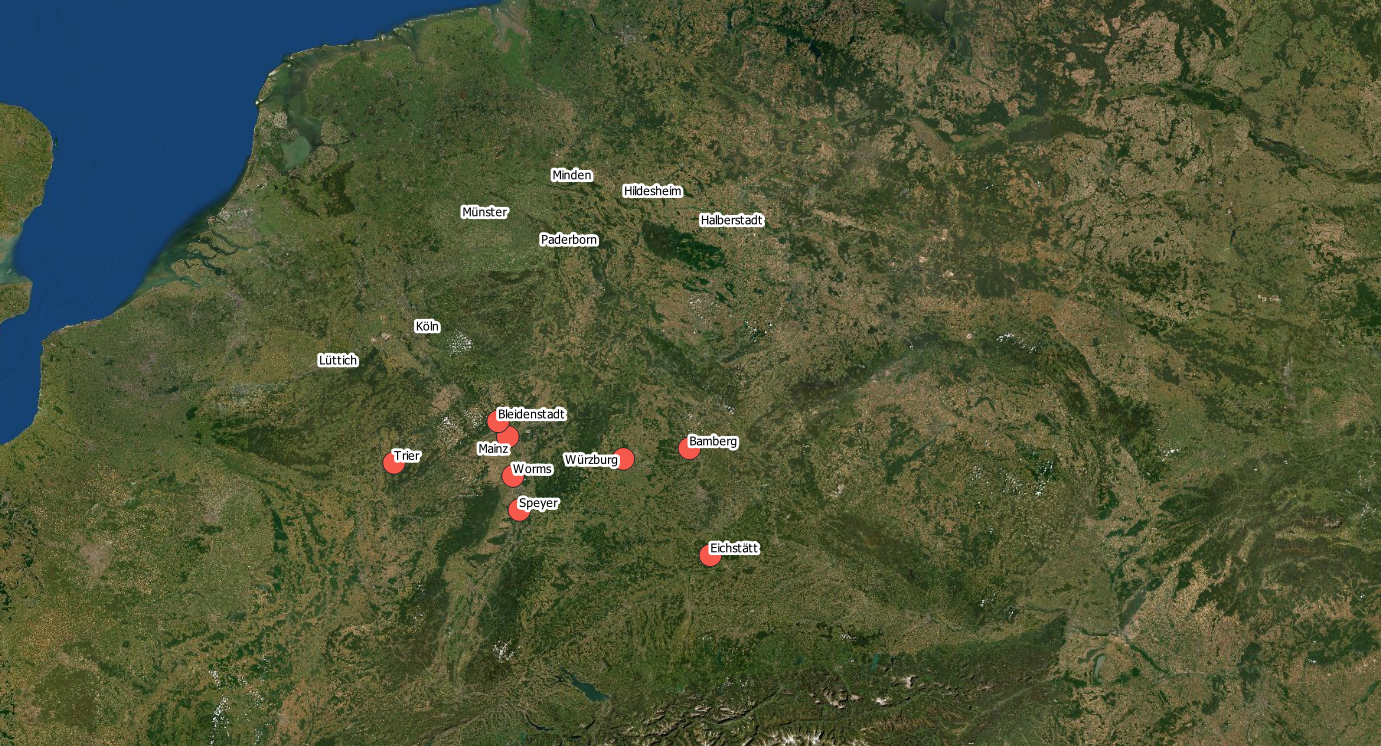 Minden
Hildesheim
Münster
Halberstadt
Paderborn
Köln
Lüttich
Bleidenstadt
Bamberg
Mainz
Trier
Würzburg
Worms
Speyer
Eichstätt